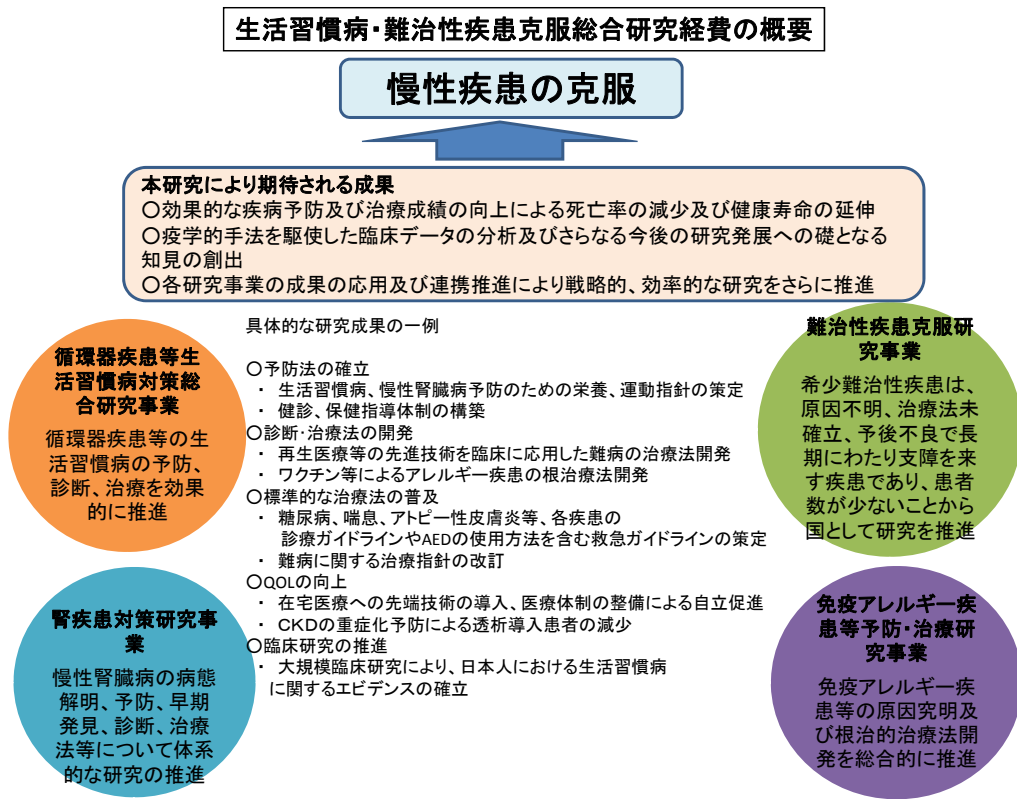 生活習慣病・難治性疾患克服総合研究経費の概要
慢性疾患の克服
本研究により期待される成果
○効果的な疾病予防及び治療成績の向上による死亡率の減少及び健康寿命の延伸
○疫学的手法を駆使した臨床データの分析及びさらなる今後の研究発展への礎となる
知見の創出
○各研究事業の成果の応用及び連携推進により戦略的、効率的な研究をさらに推進
循環器疾患等生
活習慣病対策総
合研究事業
循環器疾患等の生
活習慣病の予防、
診断、治療を効果
的に推進
腎疾患対策研究事
業
慢性腎臓病の病態
解明、予防、早期
発見、診断、治療
法等について体系
的な研究の推進
具体的な研究成果の一例
○予防法の確立
・ 生活習慣病、慢性腎臓病予防のための栄養、運動指針の策定
・ 健診、保健指導体制の構築
○診断・治療法の開発
・ 再生医療等の先進技術を臨床に応用した難病の治療法開発
・ ワクチン等によるアレルギー疾患の根治療法開発
○標準的な治療法の普及
・ 糖尿病、喘息、アトピー性皮膚炎等、各疾患の
診療ガイドラインやAEDの使用方法を含む救急ガイドラインの策定
・ 難病に関する治療指針の改訂
○QOLの向上
・ 在宅医療への先端技術の導入、医療体制の整備による自立促進
・ CKDの重症化予防による透析導入患者の減少
○臨床研究の推進
・ 大規模臨床研究により、日本人における生活習慣病
に関するエビデンスの確立
難治性疾患克服研
究事業
希少難治性疾患は、
原因不明、治療法未
確立、予後不良で長
期にわたり支障を来
す疾患であり、患者
数が少ないことから
国として研究を推進
免疫アレルギー疾
患等予防・治療研
究事業
免疫アレルギー疾
患等の原因究明及
び根治的治療法開
発を総合的に推進